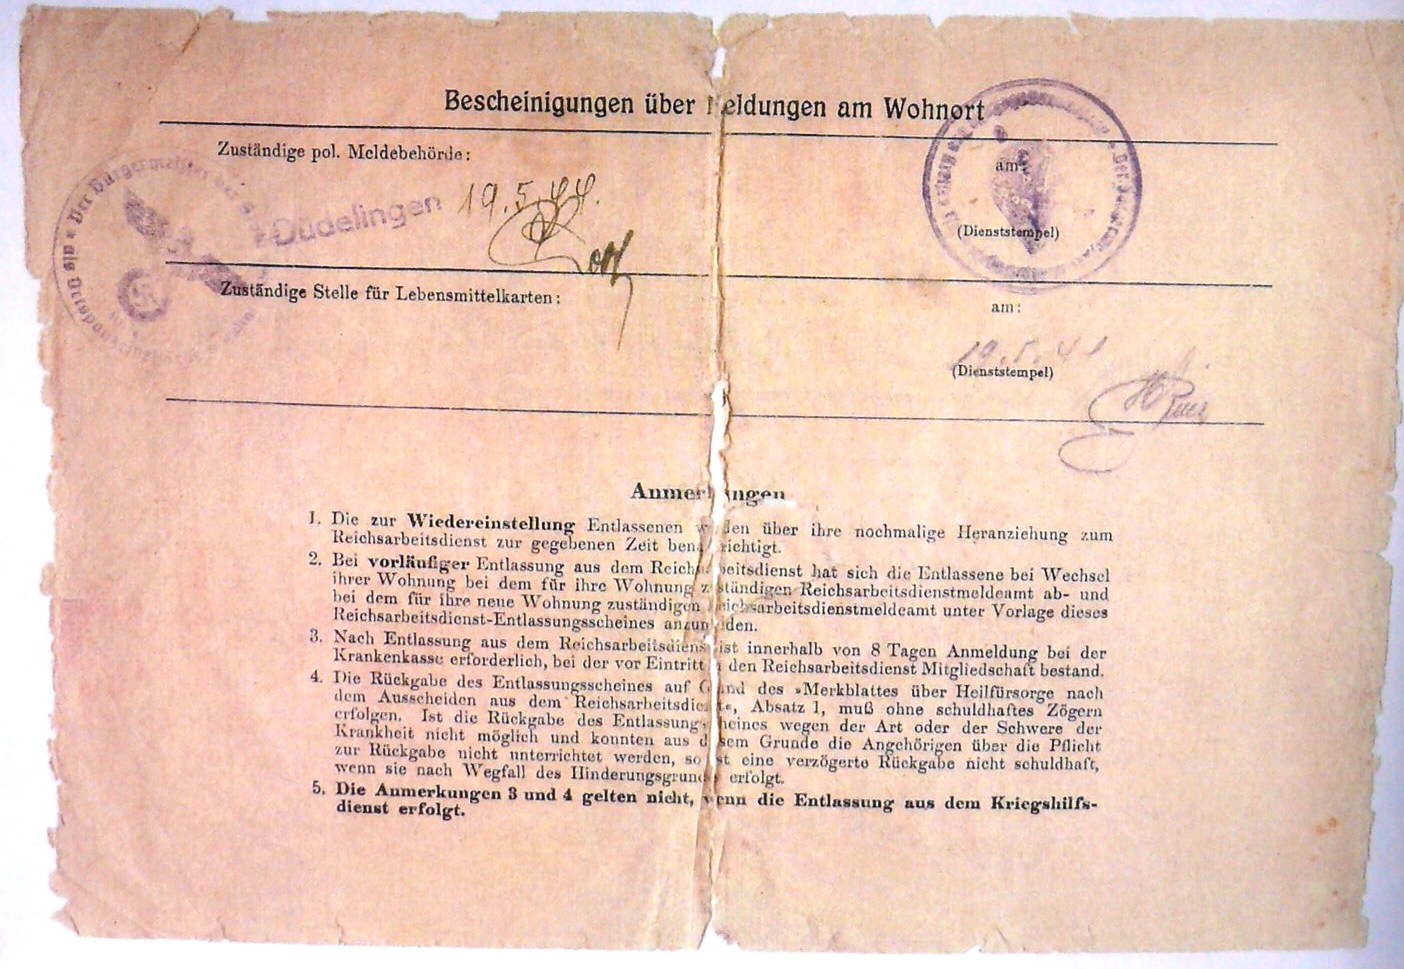 Bescheinigungen über Meldungen am Wohnort
Zuständige pol. Meldebehörde:
am:
Düdelingen 19.5.44.
(Dienststempel)
Der Bürgermeister der
als Ortspolizeibehörde
Zuständige Stelle für Lebensmittelkarten:
am:
19.5.4
(Dienststempel)
Anmerkungen
1. Die zur Wiedereinstellung Entlassenen werden über ihre nochmalige Heranziehung zum
Reichsarbeitsdienst zur gegebenen Zeit benachrichtigt.
2. Bei vorläufiger Entlassung aus dem Reichsarbeitsdienst hat sich die Entlassene bei Wechsel
ihrer Wohnung bei dem für ihre Wohnung zuständigen Reichsarbeitsdienstmeldeamt ab- und
bei dem für ihre neue Wohnung zuständigen Reichsarbeitsdienstmeldeamt unter Vorlage dieses
Reichsarbeitsdienst-Entlassungsscheines anzumelden.
3. Nach Entlassung aus dem Reichsarbeitsdienst ist innerhalb von 8 Tagen Anmeldung bei der
Krankenkasse erforderlich, bei der vor Eintritt in den Reichsarbeitsdienst Mitgliedschaft bestand.
4. Die Rückgabe des Entlassungsscheines auf Grund des »Merkblattes über Heilfürsorge nach
dem Ausscheiden aus dem Reichsarbeitsdienst«, Absatz 1, muß ohne schuldhaftes Zögern
erfolgen. Ist die Rückgabe des Entlassungsscheines wegen der Art oder der Schwere der
Krankheit nicht möglich und konnten aus diesem Grunde die Angehörigen über die Pflicht
zur Rückgabe nicht unterrichtet werden, so ist eine verzögerte Rückgabe nicht schuldhaft,
wenn sie nach Wegfall des Hinderungsgrundes erfolgt.
5. Die Anmerkungen 3 und 4 gelten nicht, wenn die Entlassung aus dem Kriegshilfs-
dienst erfolgt.